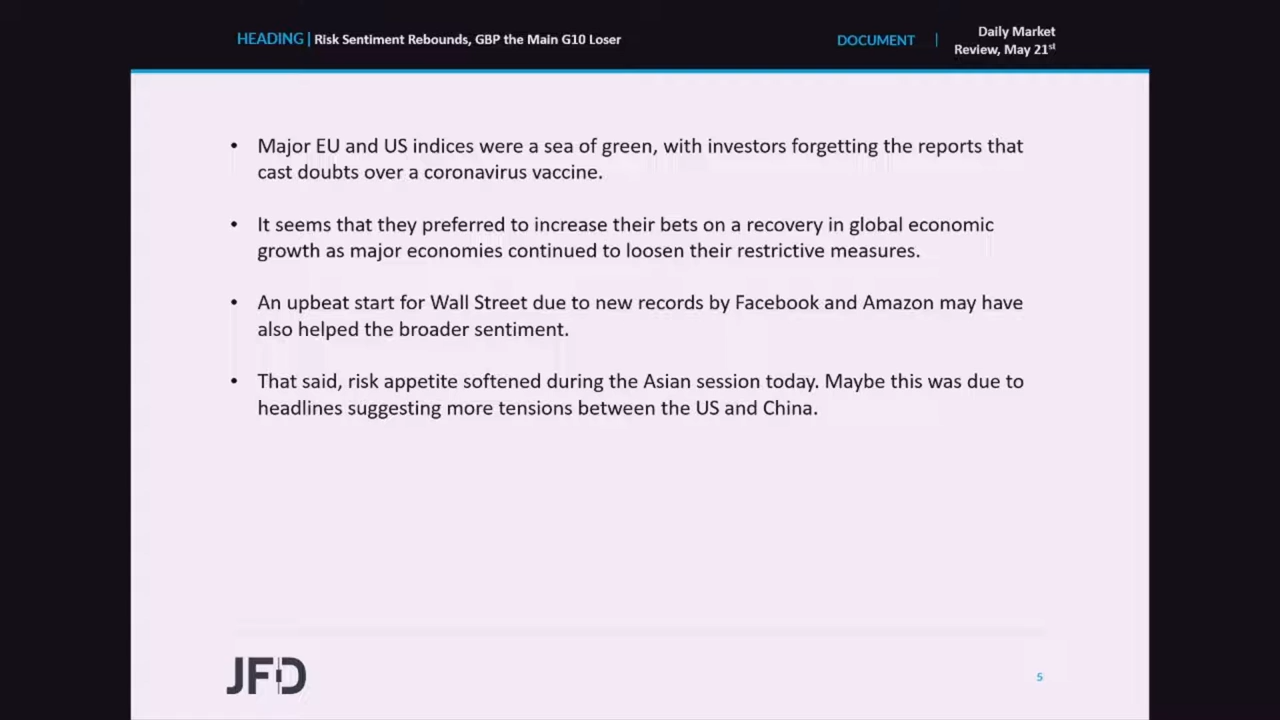 HEADING | Risk Sentiment Rebounds, GBP the Main G10 Loser
DOCUMENT | Daily Market
Review, May 21st
• Major EU and US indices were a sea of green, with investors forgetting the reports that
cast doubts over a coronavirus vaccine.
• It seems that they preferred to increase their bets on a recovery in global economic
growth as major economies continued to loosen their restrictive measures.
• An upbeat start for Wall Street due to new records by Facebook and Amazon may have
also helped the broader sentiment.
• That said, risk appetite softened during the Asian session today. Maybe this was due to
headlines suggesting more tensions between the US and China.
JFD
5